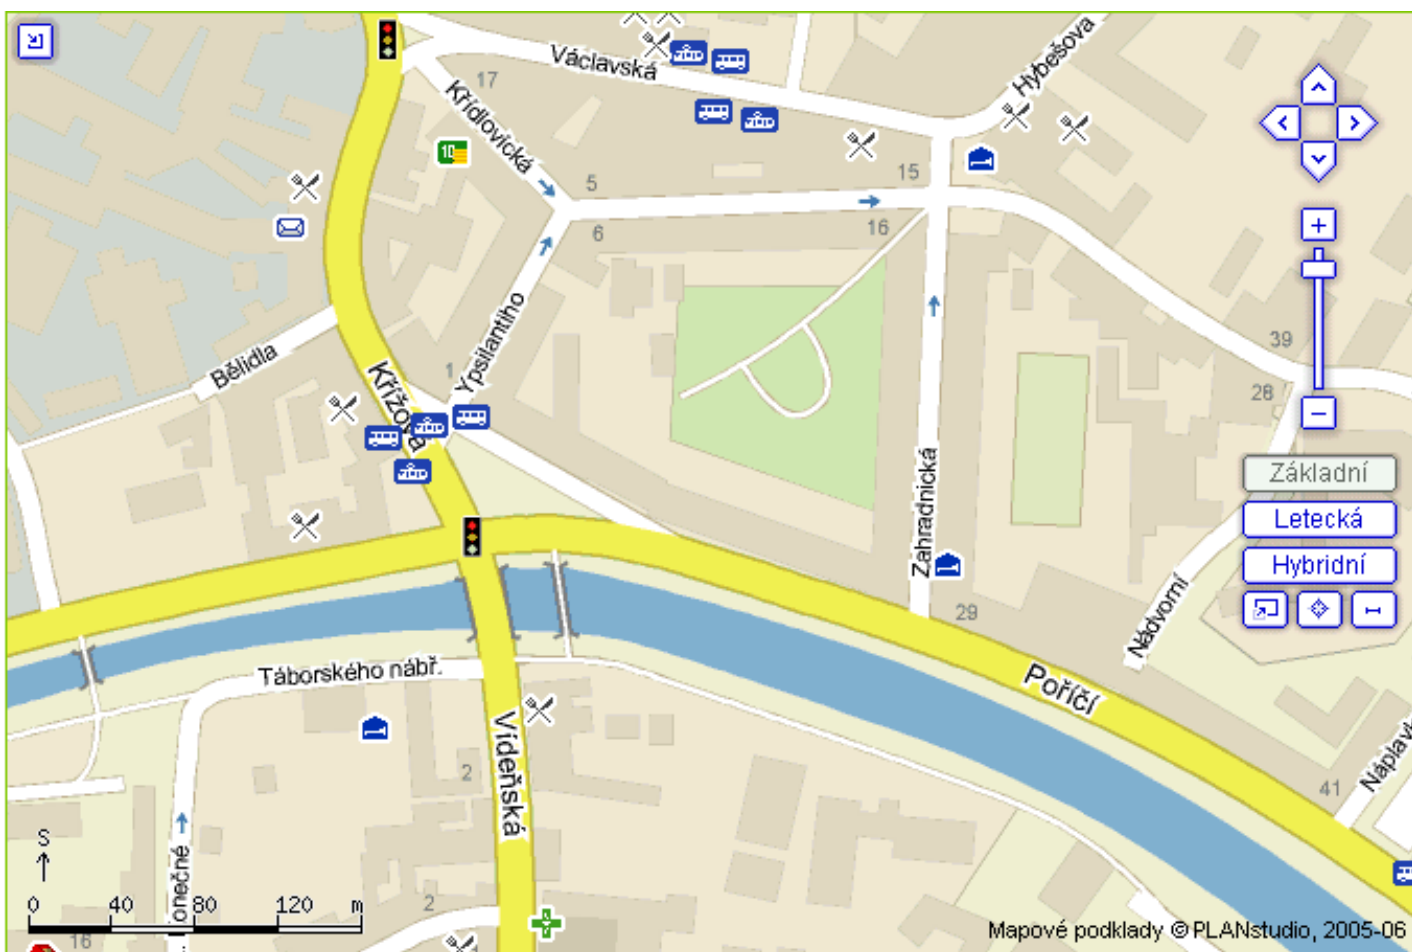 Václavská
Hybešova
17
Křídlovická
10
5
15
6
16
Ypsilantiho
Bělidla
1
Křížová
39
28
Základní
Letecká
Hybridní
Zahradnická
29
Nádvorní
Poříčí
Táborského nábř.
Vídeňská
2
41
S
0 40 80 120 m
2
16
Mapové podklady © PLANstudio, 2005-06